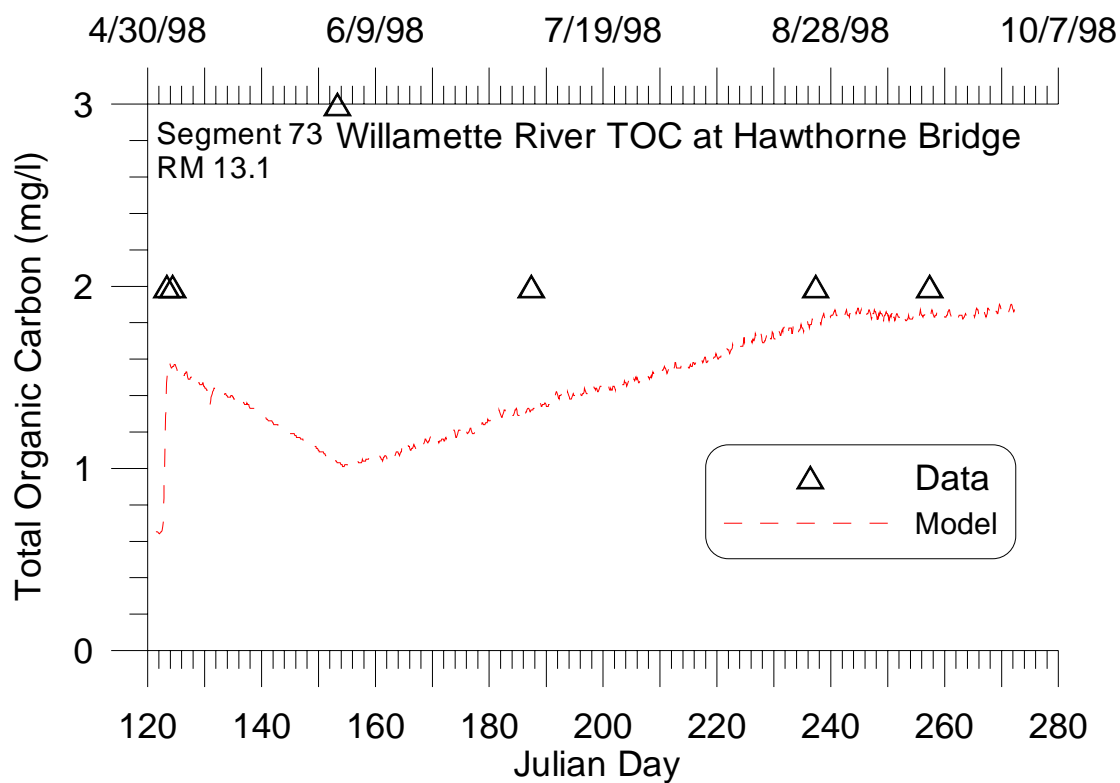 4/30/98 6/9/98 7/19/98 8/28/98 10/7/98
3
Segment 73 Willamette River TOC at Hawthorne Bridge
RM 13.1
Total Organic Carbon (mg/l)
2
1
0
Data
Model
120 140 160 180 200 220 240 260 280
Julian Day